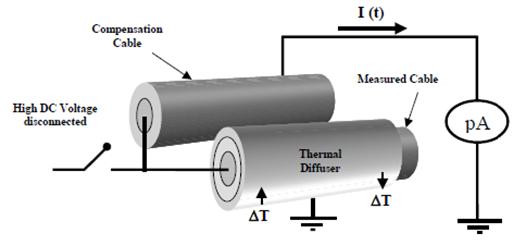 I (t)
Compensation
Cable
Measured Cable
High DC Voltage
disconnected
pA
Thermal
Diffuser
ΔT
ΔT